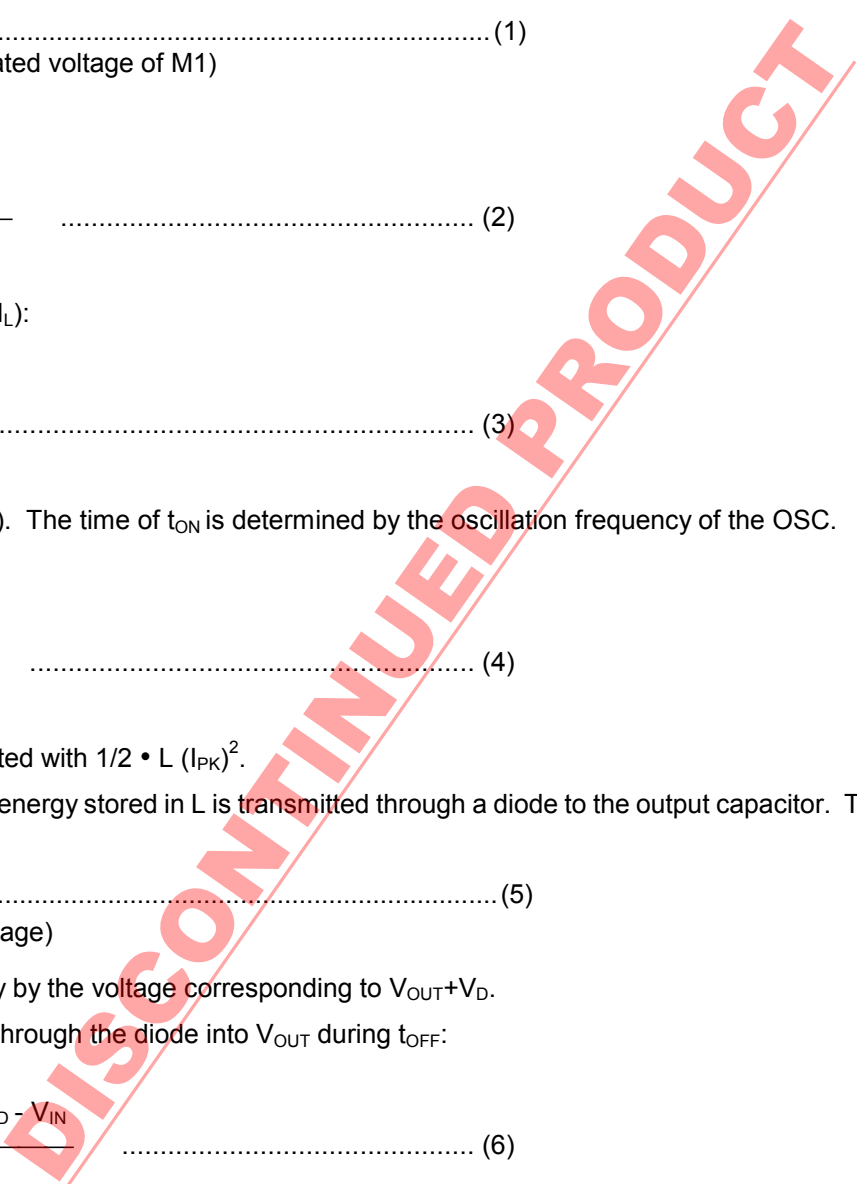 .................................................................(1)
ated voltage of M1)
...................................................... (2)
IL):
.............................................................. (3)
). The time of tON is determined by the oscillation frequency of the OSC.
.......................................................... (4)
ted with 1/2 • L (IPK)2.
energy stored in L is transmitted through a diode to the output capacitor. T
.................................................................(5)
age)
y by the voltage corresponding to VOUT+VD.
hrough the diode into VOUT during tOFF:
D - VIN
.............................................. (6)
DISCONTINUED PRODUCT